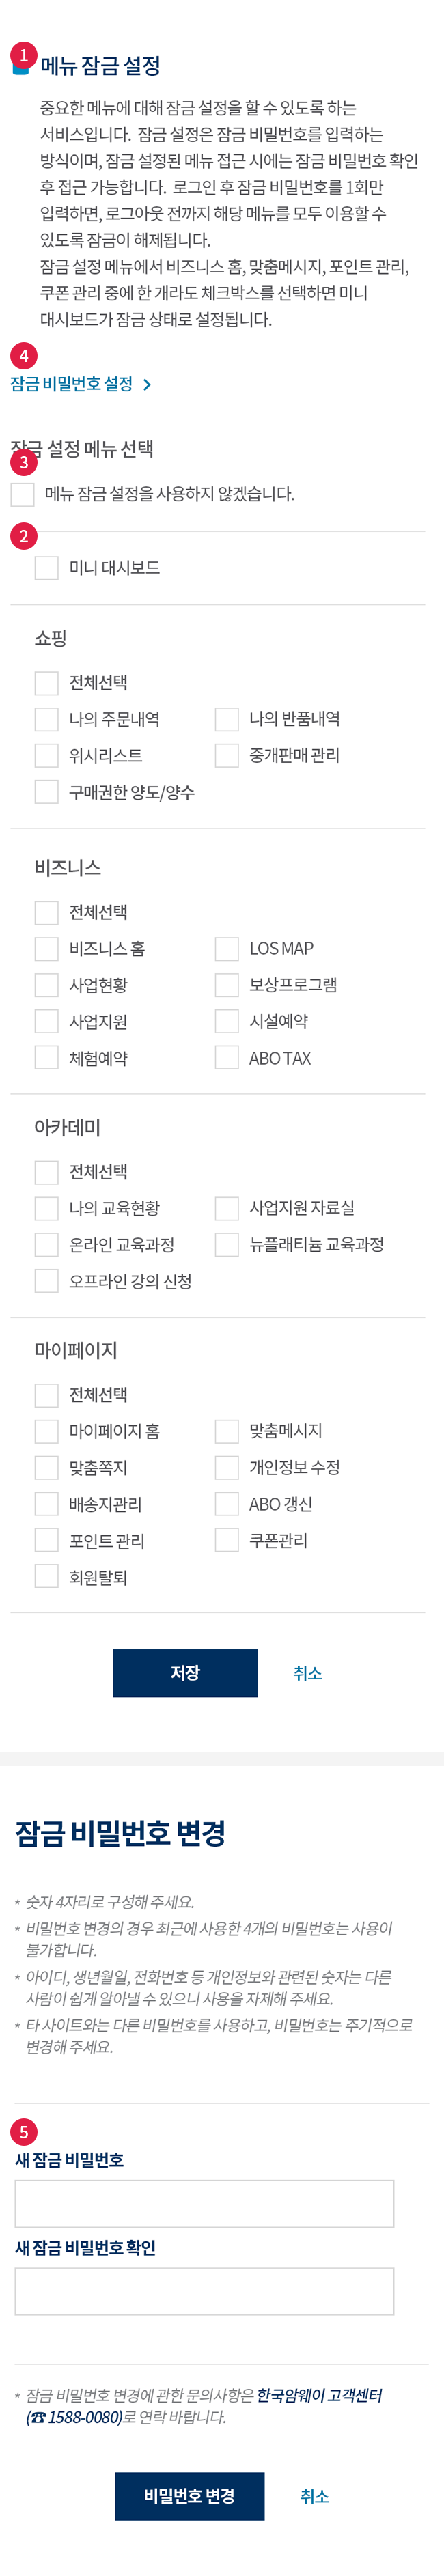 1
메뉴 잠금 설정
중요한 메뉴에 대해 잠금 설정을 할 수 있도록 하는
서비스입니다. 잠금 설정은 잠금 비밀번호를 입력하는
방식이며, 잠금 설정된 메뉴 접근 시에는 잠금 비밀번호 확인
후 접근 가능합니다. 로그인 후 잠금 비밀번호를 1회만
입력하면, 로그아웃 전까지 해당 메뉴를 모두 이용할 수
있도록 잠금이 해제됩니다.
잠금 설정 메뉴에서 비즈니스 홈, 맞춤메시지, 포인트 관리,
쿠폰 관리 중에 한 개라도 체크박스를 선택하면 미니
대시보드가 잠금 상태로 설정됩니다.
4
잠금 비밀번호 설정 >
잠금 설정 메뉴 선택
3
메뉴 잠금 설정을 사용하지 않겠습니다.
2
미니 대시보드
쇼핑
전체선택
나의 주문내역 나의 반품내역
위시리스트 중개판매 관리
구매권한 양도/양수
비즈니스
전체선택
비즈니스 홈 LOS MAP
사업현황 보상프로그램
사업지원 시설예약
체험예약 ABO TAX
아카데미
전체선택
나의 교육현황 사업지원 자료실
온라인 교육과정 뉴플래티늄 교육과정
오프라인 강의 신청
마이페이지
전체선택
마이페이지 홈 맞춤메시지
맞춤쪽지 개인정보 수정
배송지관리 ABO 갱신
포인트 관리 쿠폰관리
회원탈퇴
저장 취소
잠금 비밀번호 변경
* 숫자 4자리로 구성해 주세요.
* 비밀번호 변경의 경우 최근에 사용한 4개의 비밀번호는 사용이
불가합니다.
* 아이디, 생년월일, 전화번호 등 개인정보와 관련된 숫자는 다른
사람이 쉽게 알아낼 수 있으니 사용을 자제해 주세요.
* 타 사이트와는 다른 비밀번호를 사용하고, 비밀번호는 주기적으로
변경해 주세요.
5
새 잠금 비밀번호
새 잠금 비밀번호 확인
* 잠금 비밀번호 변경에 관한 문의사항은 한국암웨이 고객센터
(☎ 1588-0080)로 연락 바랍니다.
비밀번호 변경 취소